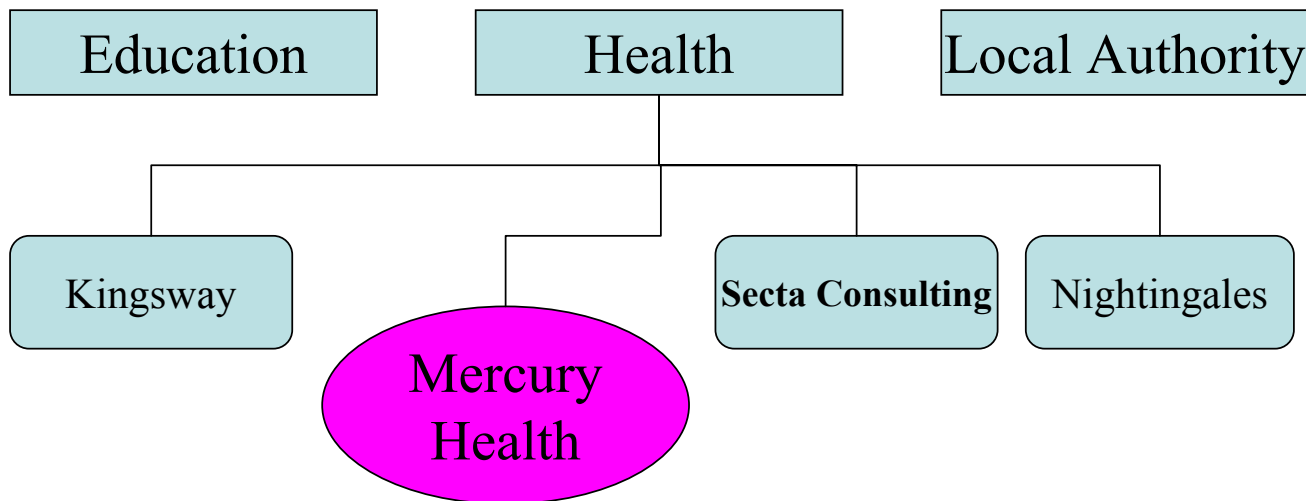 Education
Health
Local Authority
Kingsway
Secta Consulting
Nightingales
Mercury
Health